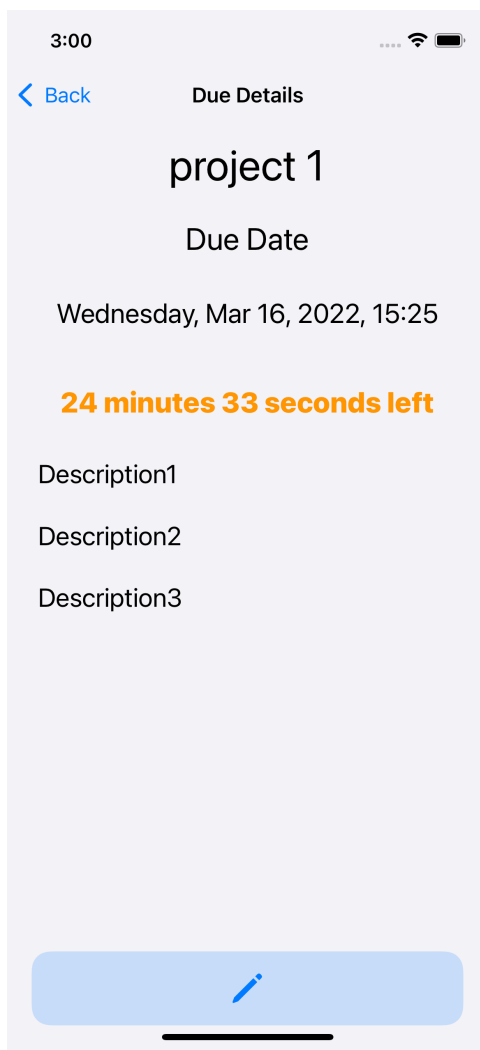 3:00
Back
Due Details
project 1
Due Date
Wednesday, Mar 16, 2022, 15:25
24 minutes 33 seconds left
Description1
Description2
Description3